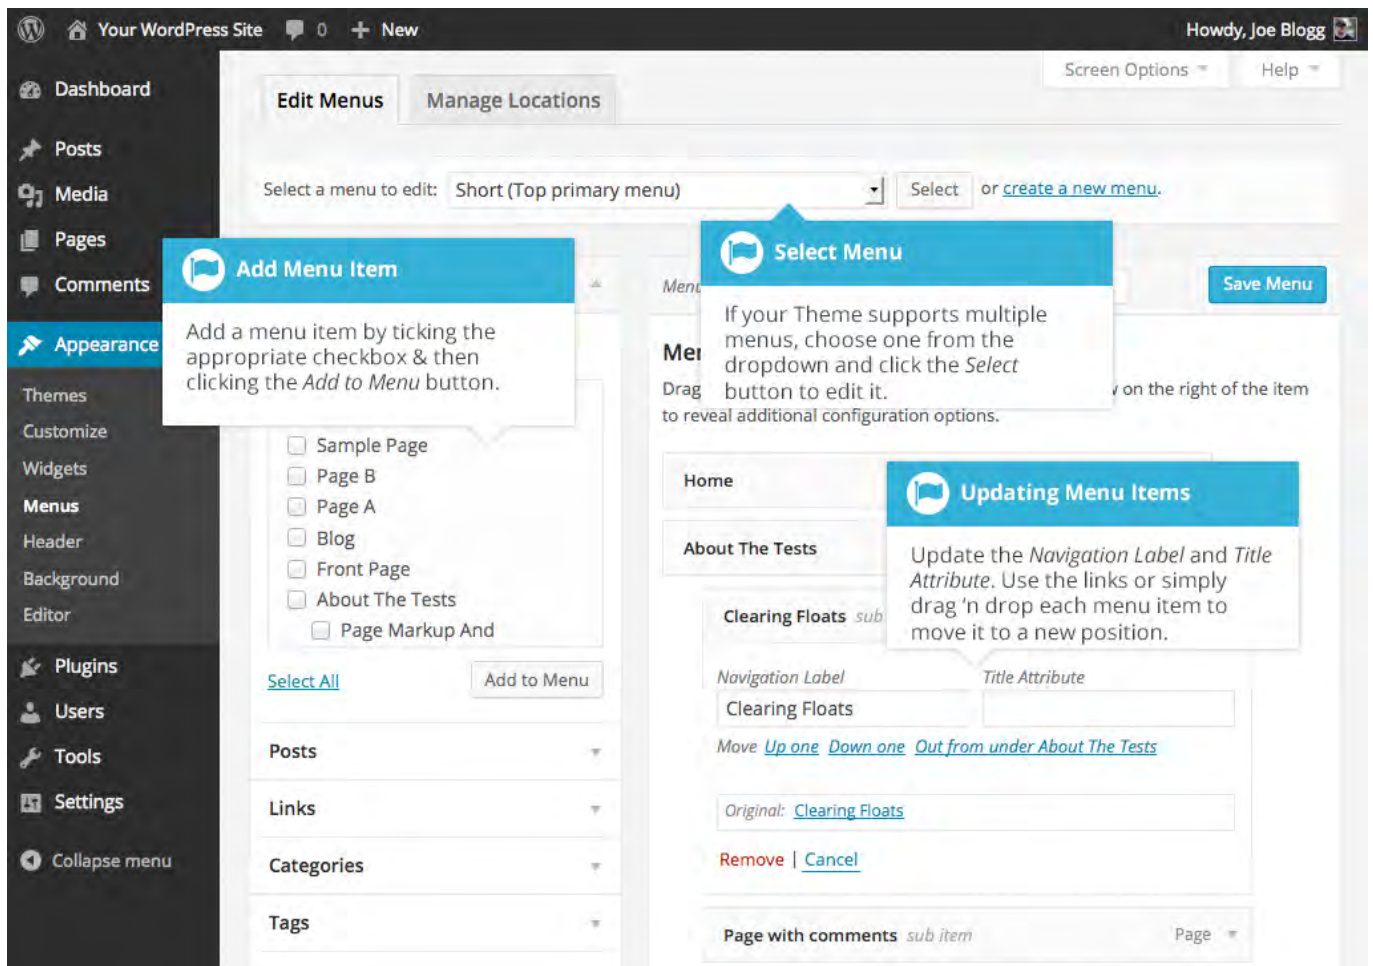 Your WordPress Site 0 + New
Howdy, Joe Blogg
Dashboard
Posts
Media
Pages
Comments
Appearance
Themes
Customize
Widgets
Menus
Header
Background
Editor
Plugins
Users
Tools
Settings
Collapse menu
Screen Options
Help
Edit Menus
Manage Locations
Select a menu to edit:
Short (Top primary menu)
Select
or create a new menu.
Add Menu Item
Add a menu item by ticking the
appropriate checkbox & then
clicking the Add to Menu button.
Sample Page
Page B
Page A
Blog
Front Page
About The Tests
Page Markup And
Select All
Add to Menu
Posts
Links
Categories
Tags
Select Menu
If your Theme supports multiple
menus, choose one from the
dropdown and click the Select
button to edit it.
Save Menu
Drag
on the right of the item
to reveal additional configuration options.
Home
About The Tests
Updating Menu Items
Update the Navigation Label and Title
Attribute. Use the links or simply
drag ‘n drop each menu item to
move it to a new position.
Clearing Floats sub
Navigation Label
Title Attribute
Clearing Floats
Move Up one Down one Out from under About The Tests
Original: Clearing Floats
Remove | Cancel
Page with comments sub item
Page